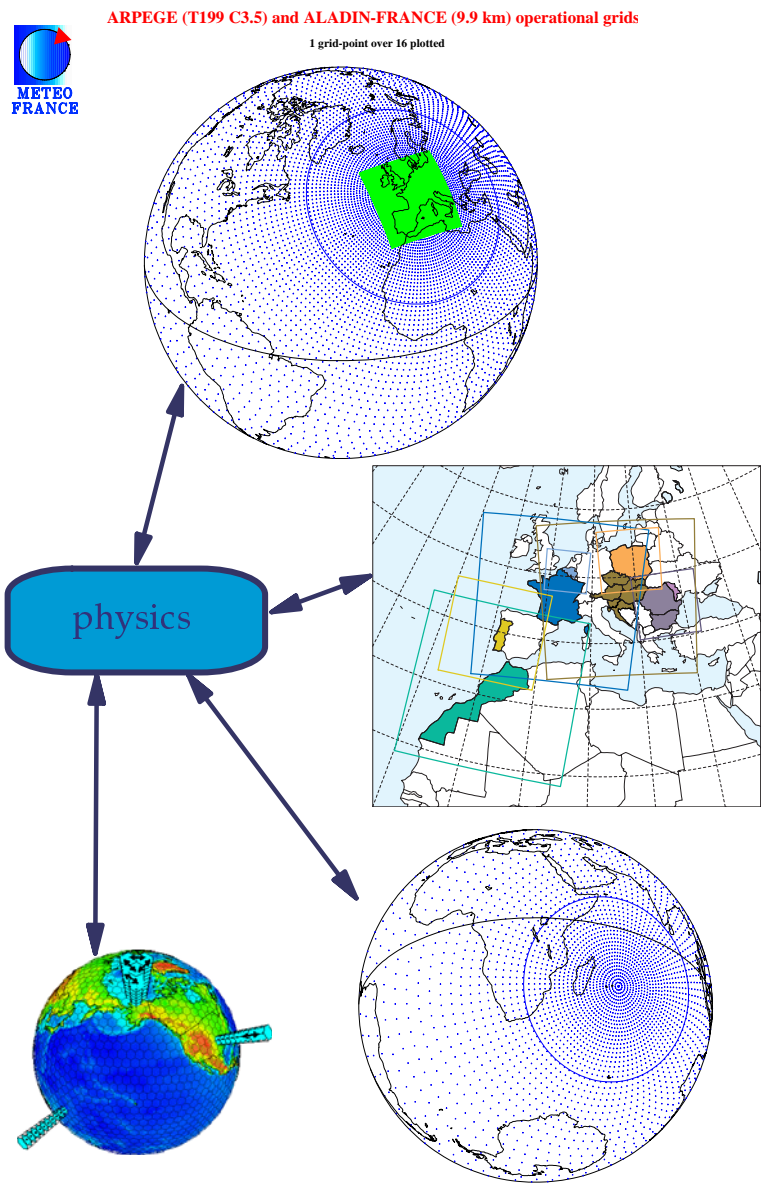 ARPEGE (T199 C3.5) and ALADIN-FRANCE (9.9 km) operational grids
1 grid-point over 16 plotted
METEO
FRANCE
GM
physics